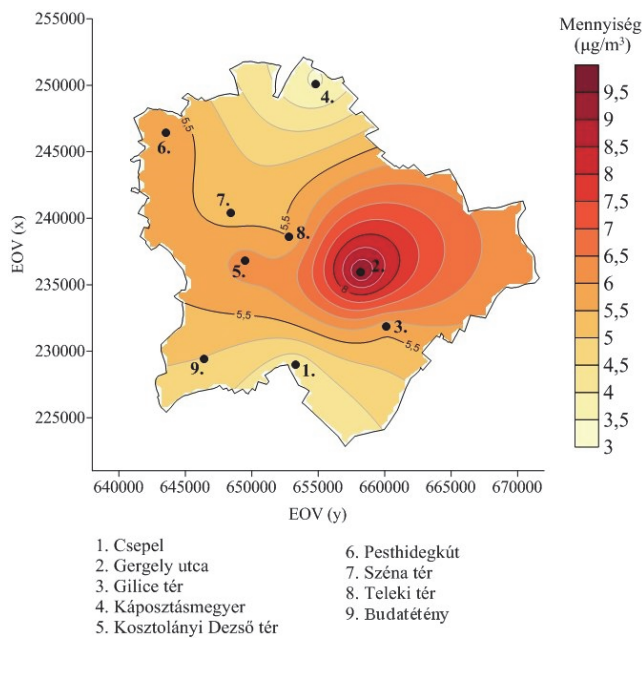 255000
250000
245000
240000
235000
230000
225000
EOV (x)
640000 645000 650000 655000 660000 665000 670000
EOV (y)
Mennyiség
(µg/m³)
9,5
9
8,5
8
7,5
7
6,5
6
5,5
5
4,5
4
3,5
3
4.
5,5
6.
7.
5,5
8.
5.
2.
8
5,5
3.
5,5
9.
1.
1. Csepel
2. Gergely utca
3. Gilice tér
4. Káposztásmegyer
5. Kosztolányi Dezső tér
6. Pesthidegkút
7. Széna tér
8. Teleki tér
9. Budatétény